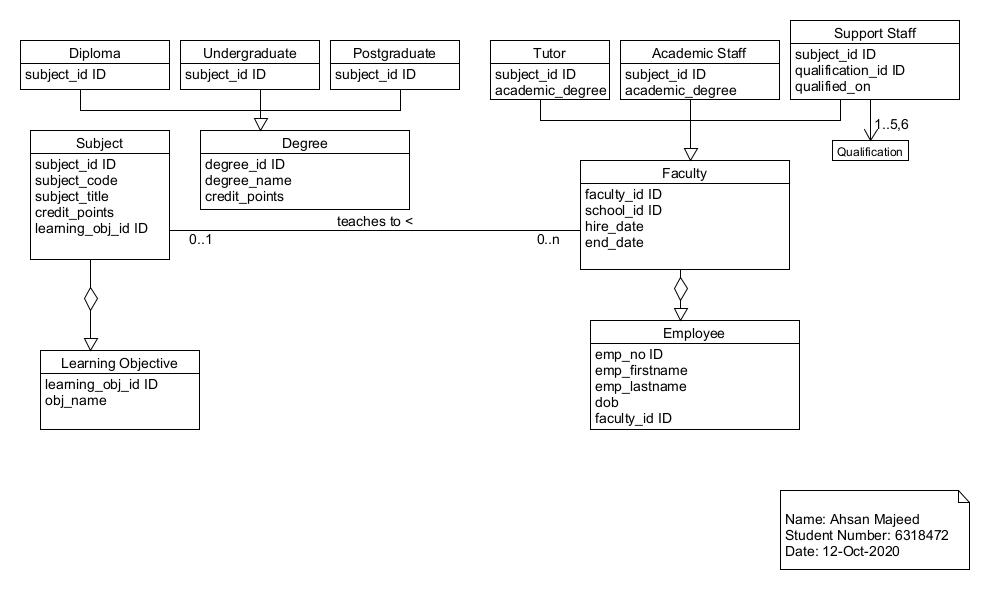 Diploma
subject_id ID
Undergraduate
subject_id ID
Postgraduate
subject_id ID
Tutor
subject_id ID
academic_degree
Academic Staff
subject_id ID
academic_degree
Support Staff
subject_id ID
qualification_id ID
qualified_on
1..5,6
Qualification
Subject
subject_id ID
subject_code
subject_title
credit_points
learning_obj_id ID
Degree
degree_id ID
degree_name
credit_points
Faculty
faculty_id ID
school_id ID
hire_date
end_date
teaches to <
0..1
0..n
Learning Objective
learning_obj_id ID
obj_name
Employee
emp_no ID
emp_firstname
emp_lastname
dob
faculty_id ID
Name: Ahsan Majeed
Student Number: 6318472
Date: 12-Oct-2020